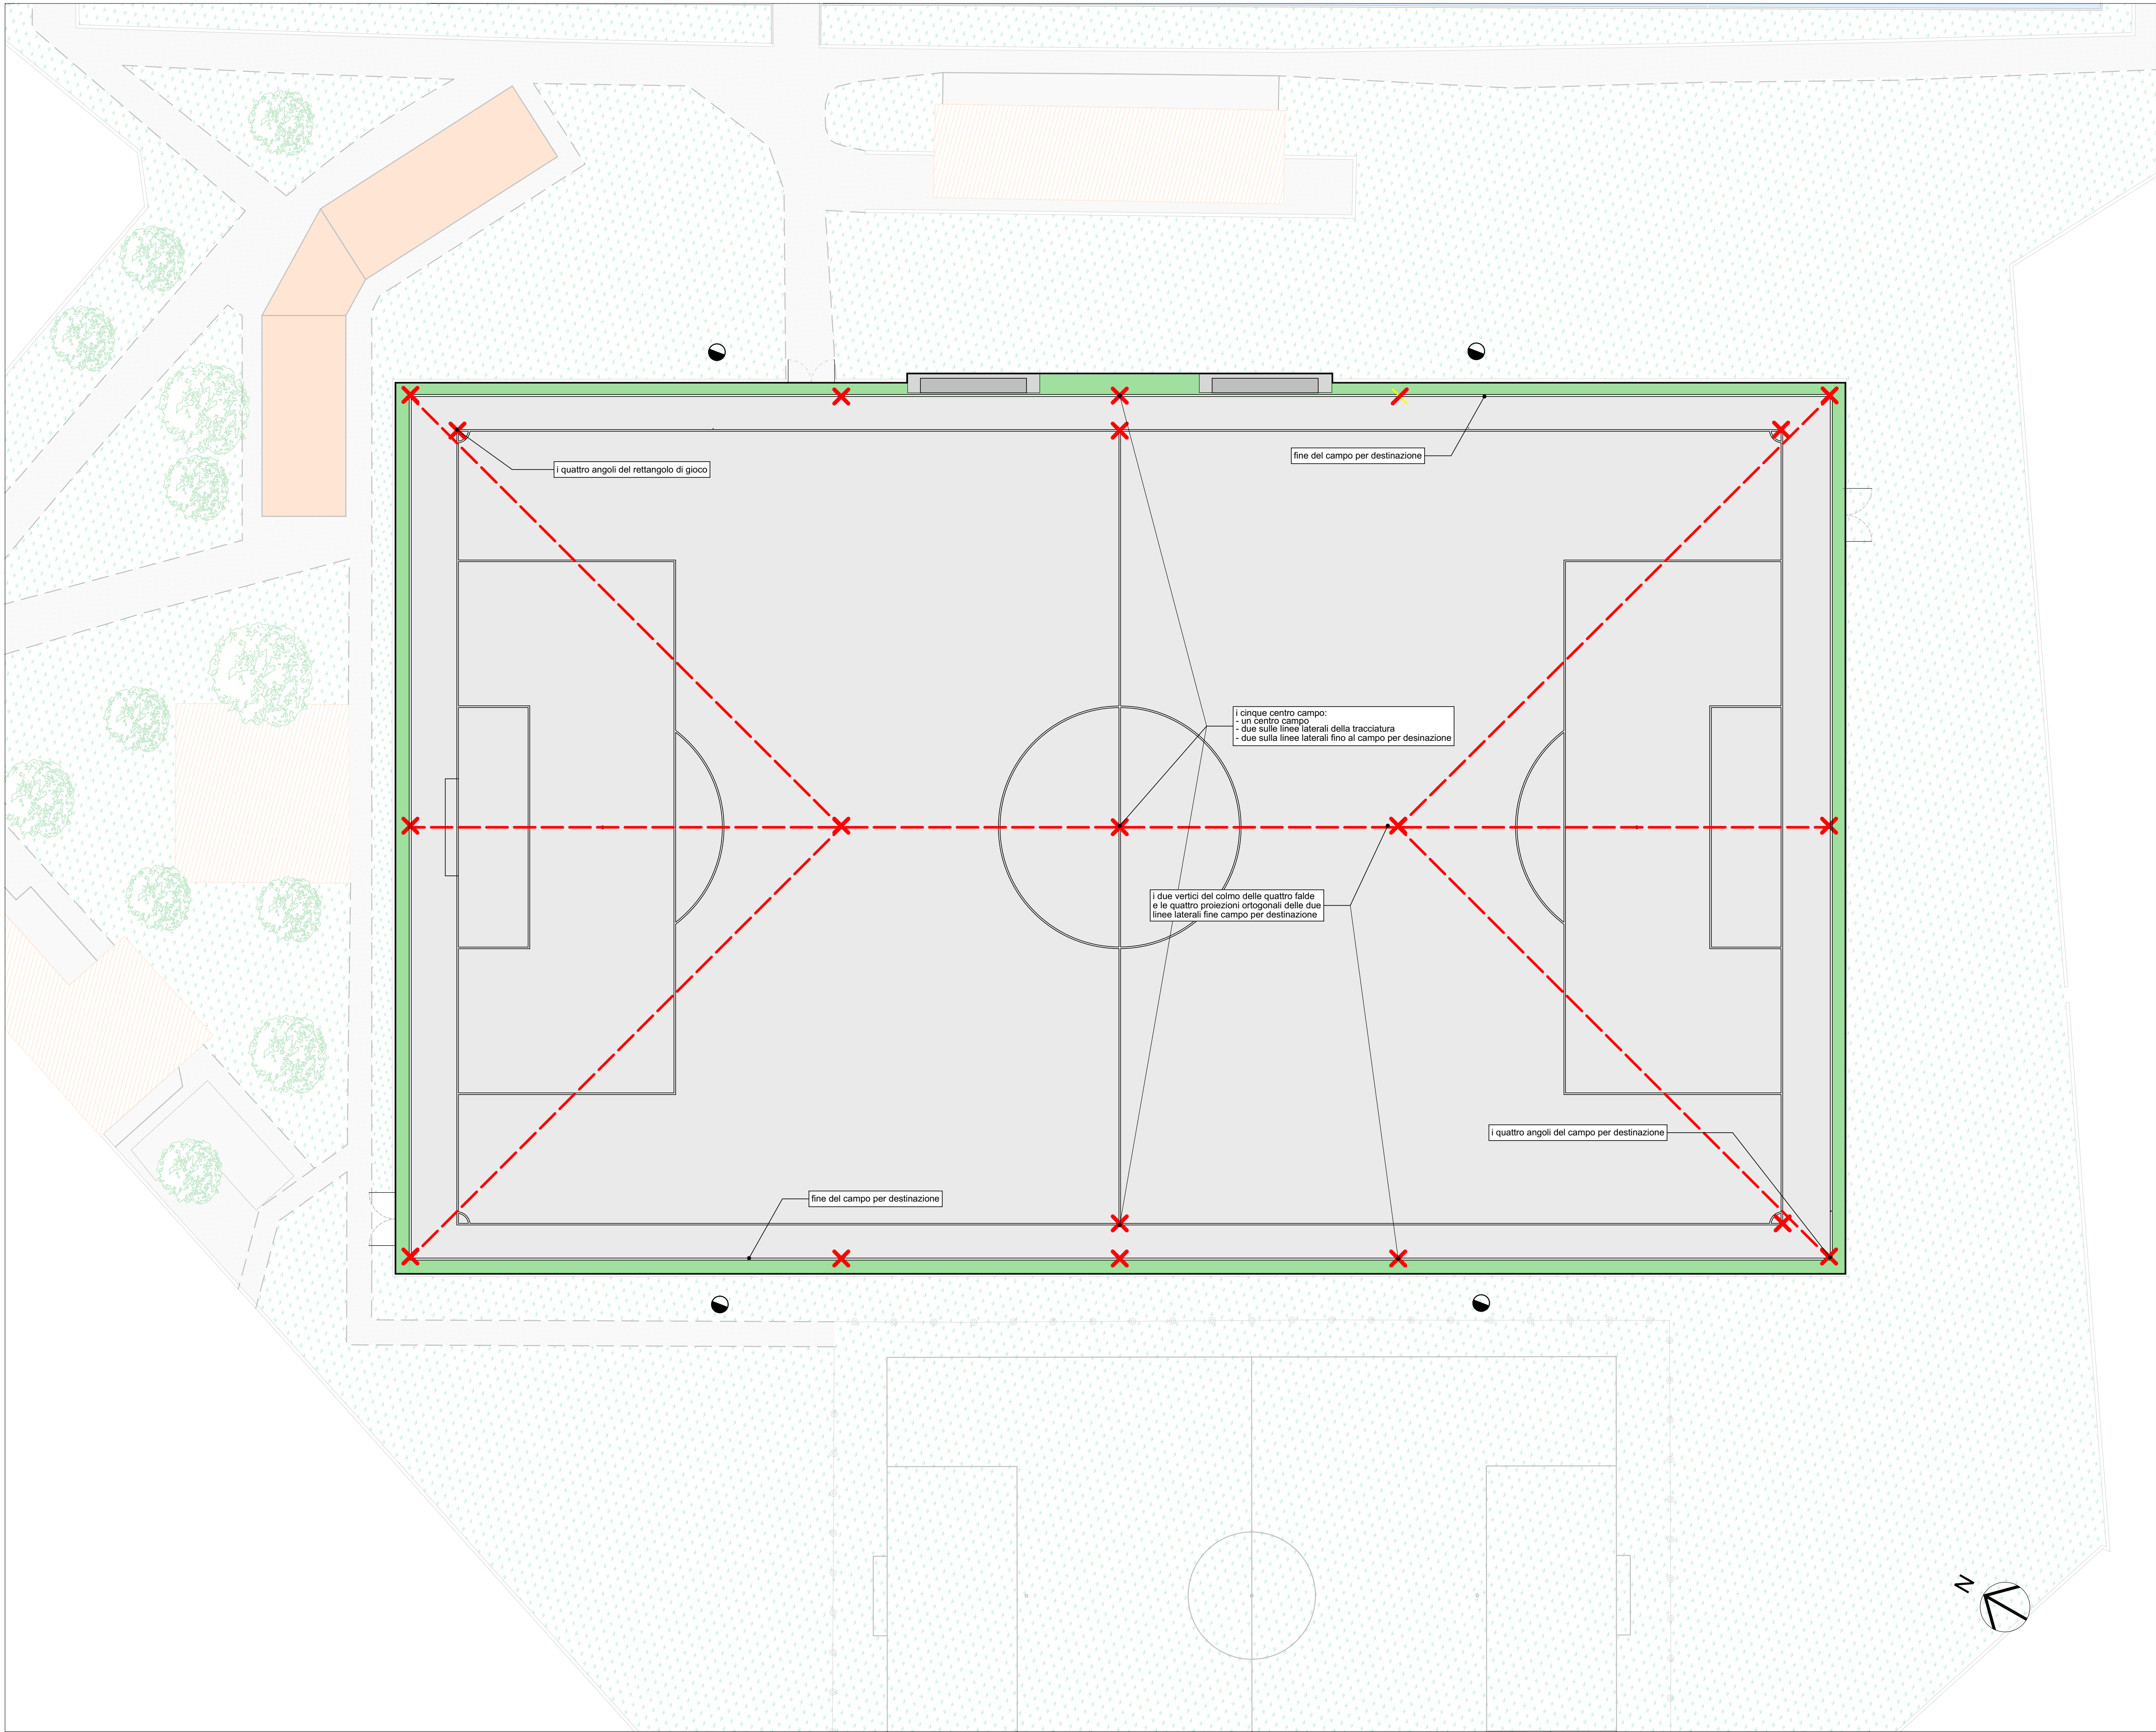 i quattro angoli del rettangolo di gioco
fine del campo per destinazione
i cinque centro campo:
- un centro campo
- due sulle linee laterali della tracciatura
- due sulla linee laterali fino al campo per desinazione
i due vertici del colmo delle quattro falde
e le quattro proiezioni ortogonali delle due
linee laterali fine campo per destinazione
i quattro angoli del campo per destinazione
fine del campo per destinazione
N